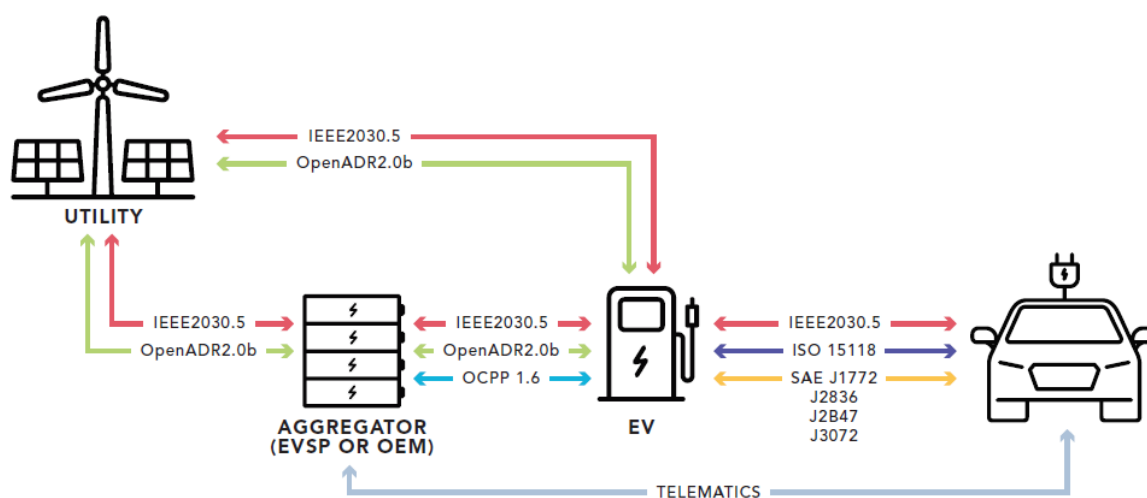 IEEE2030.5
OpenADR2.0b
UTILITY
IEEE2030.5
OpenADR2.0b
IEEE2030.5
OpenADR2.0b
OCPP 1.6
IEEE2030.5
ISO 15118
SAE J1772
J2836
J2B47
J3072
AGGREGATOR
(EVSP OR OEM)
EV
TELEMATICS